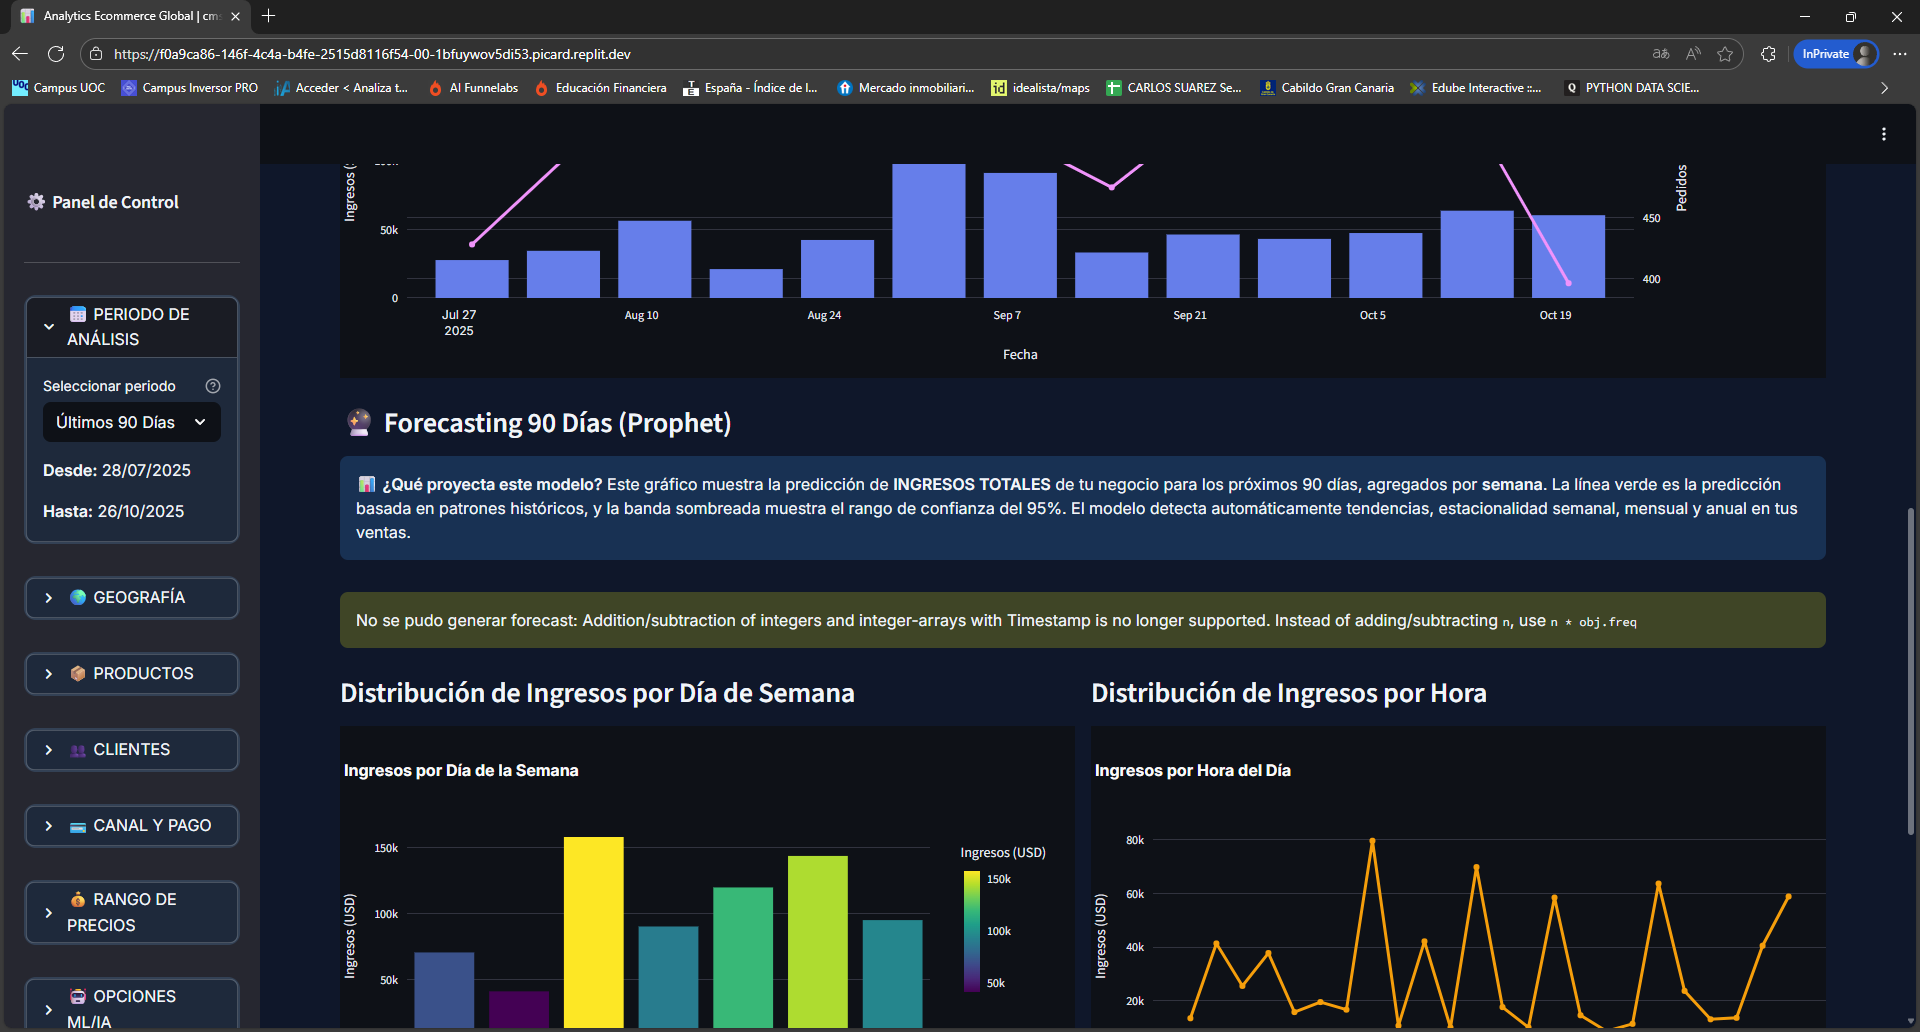 Analytics Ecommerce Global | cms
https://f0a9ca86-146f-4c4a-b4fe-2515d8116f54-00-1bfuywov5di53.picard.replit.dev
InPrivate
Campus UOC
Campus Inversor PRO
Acceder < Analiza t...
AI Funnelabs
Educación Financiera
España - Índice de l...
Mercado inmobiliari...
idealista/maps
CARLOS SUAREZ Se...
Cabildo Gran Canaria
Edube Interactive ::...
PYTHON DATA SCIE...
Panel de Control
PERIODO DE
ANÁLISIS
Seleccionar periodo
Últimos 90 Días
Desde: 28/07/2025
Hasta: 26/10/2025
GEOGRAFÍA
PRODUCTOS
CLIENTES
CANAL Y PAGO
RANGO DE
PRECIOS
OPCIONES
ML/IA
Ingresos (
50k
0
Pedidos
450
400
Jul 27
2025
Aug 10
Aug 24
Sep 7
Sep 21
Oct 5
Oct 19
Fecha
Forecasting 90 Días (Prophet)
¿Qué proyecta este modelo? Este gráfico muestra la predicción de INGRESOS TOTALES de tu negocio para los próximos 90 días, agregados por semana. La línea verde es la predicción
basada en patrones históricos, y la banda sombreada muestra el rango de confianza del 95%. El modelo detecta automáticamente tendencias, estacionalidad semanal, mensual y anual en tus
ventas.
No se pudo generar forecast: Addition/subtraction of integers and integer-arrays with Timestamp is no longer supported. Instead of adding/subtracting n, use n * obj.freq
Distribución de Ingresos por Día de Semana
Ingresos por Día de la Semana
150k
100k
50k
Ingresos (USD)
Ingresos (USD)
150k
100k
50k
Distribución de Ingresos por Hora
Ingresos por Hora del Día
80k
60k
40k
20k
Ingresos (USD)